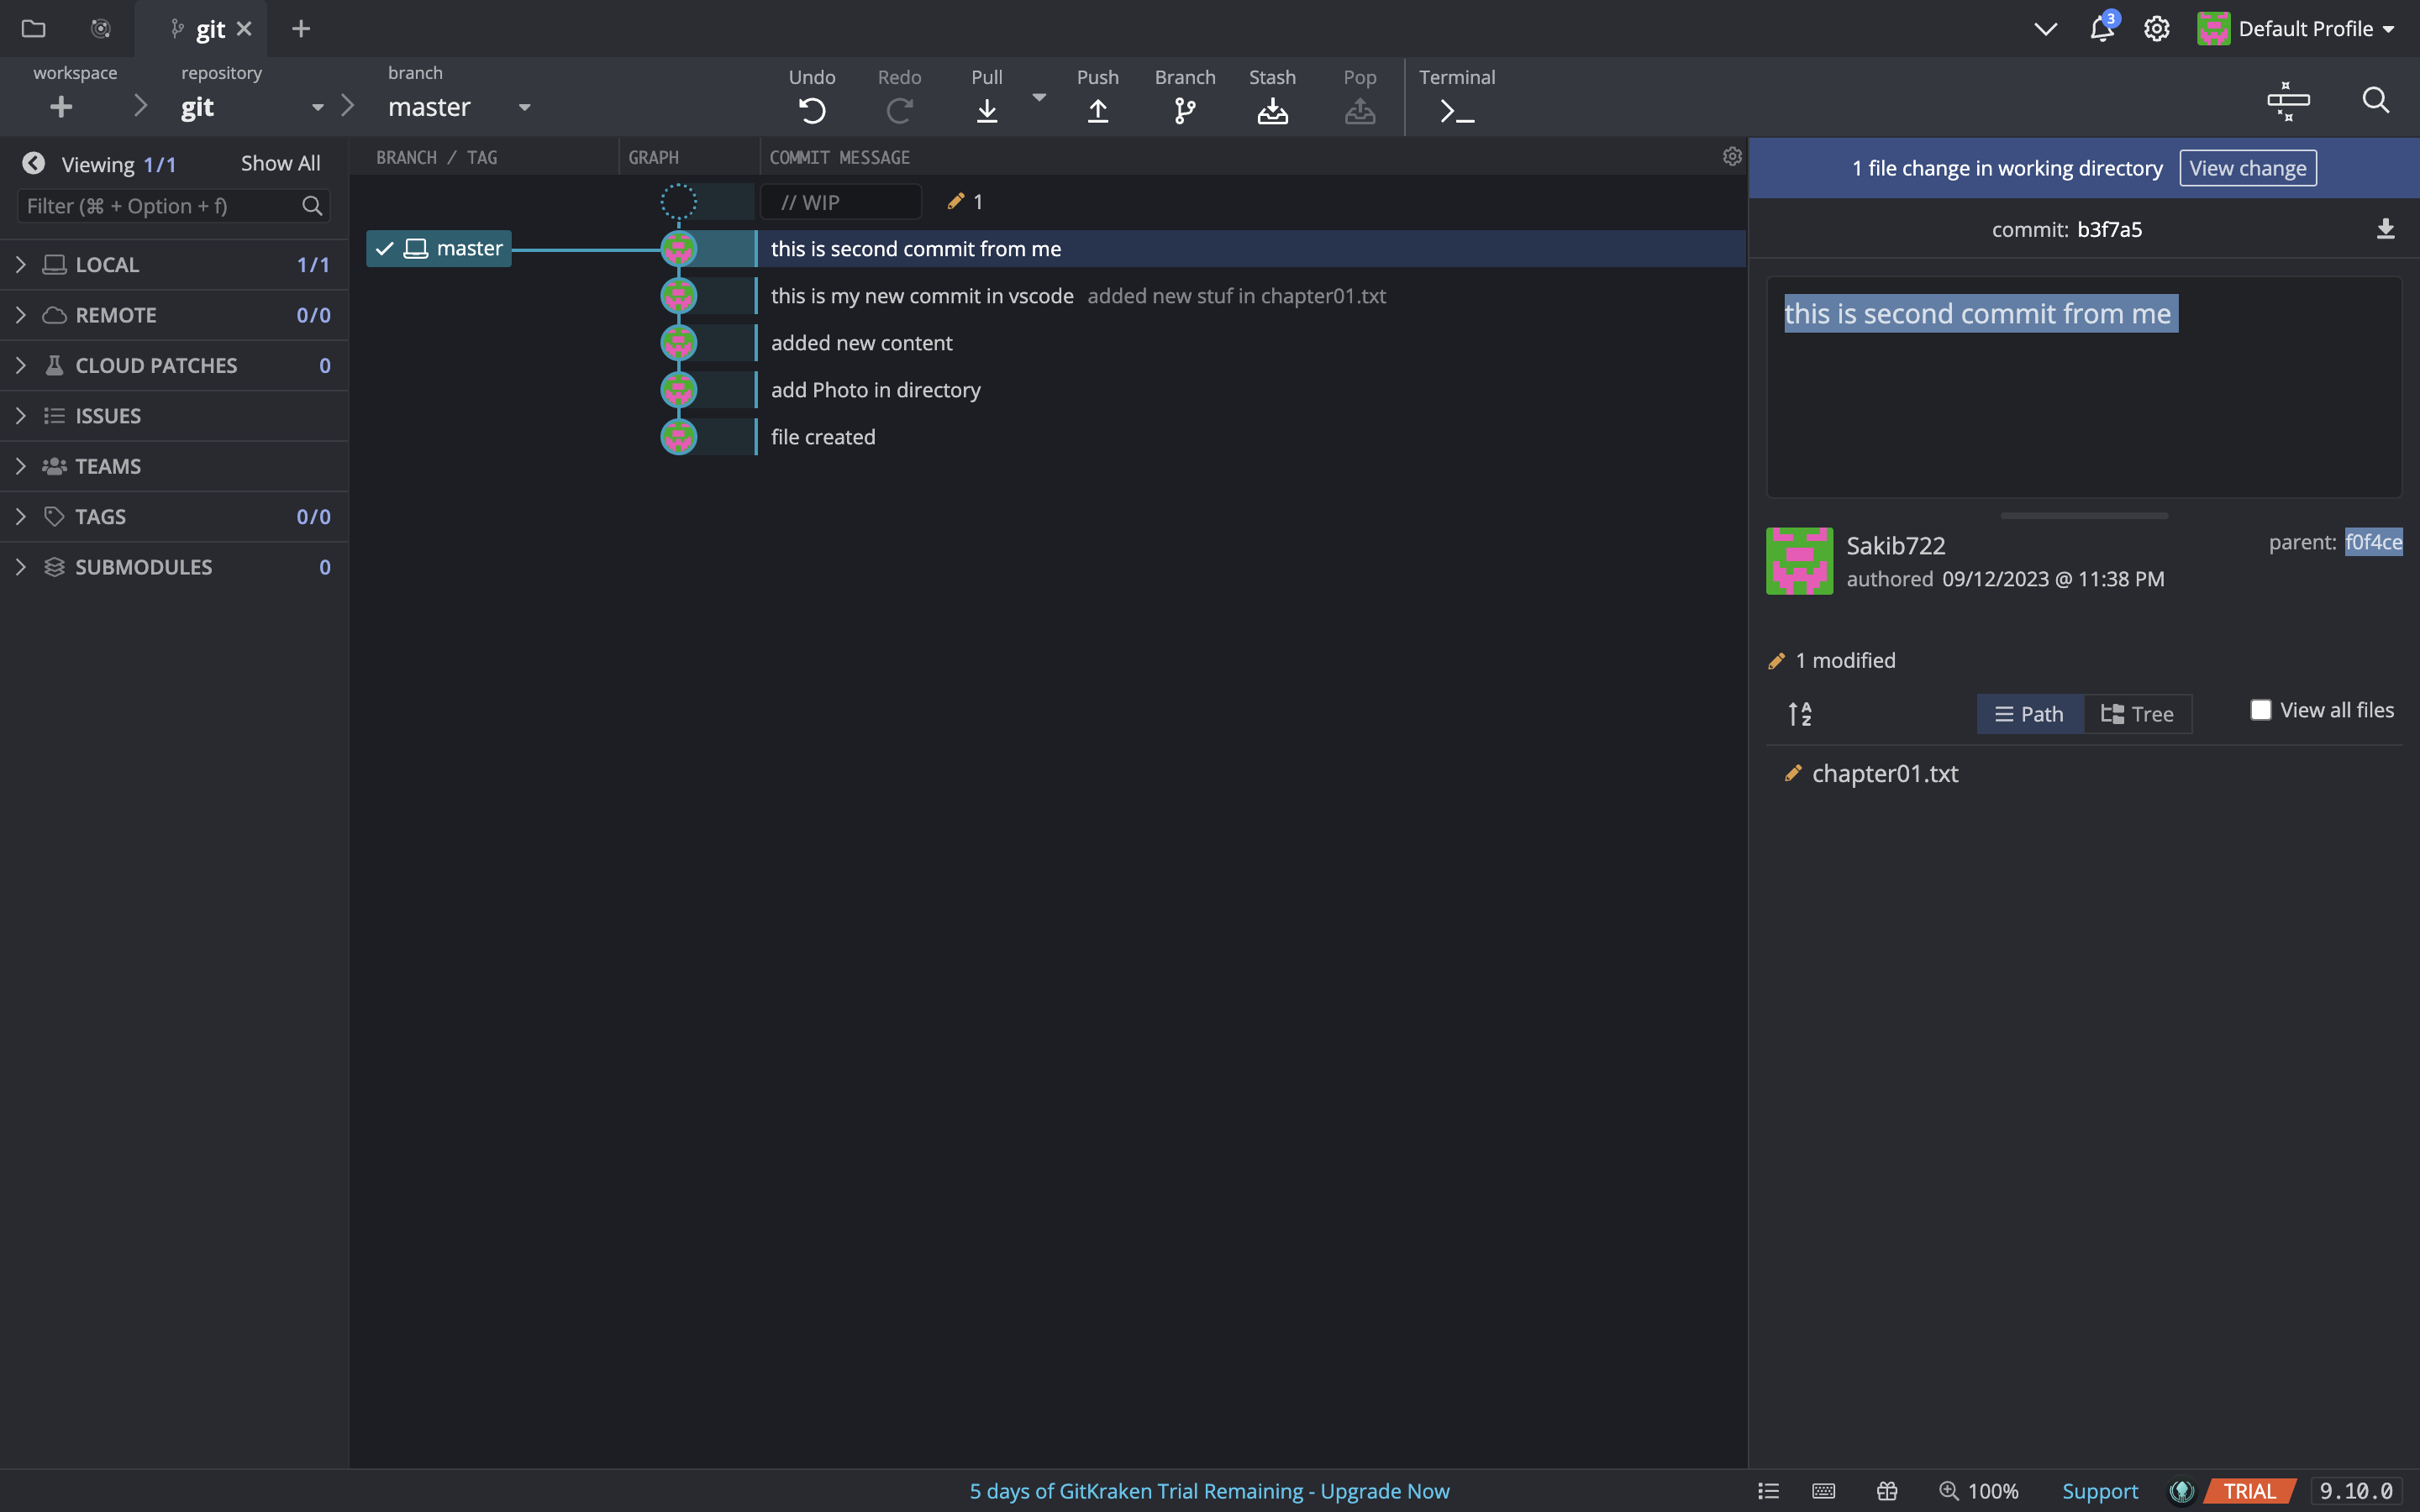 git
3
Default Profile
workspace
repository
git
branch
master
Undo
Redo
Pull
Push
Branch
Stash
Pop
Terminal
Viewing 1/1
Show All
Filter (⌘ + Option + f)
LOCAL 1/1
REMOTE 0/0
CLOUD PATCHES 0
ISSUES
TEAMS
TAGS 0/0
SUBMODULES 0
BRANCH / TAG
GRAPH
COMMIT MESSAGE
// WIP
1
master
this is second commit from me
this is my new commit in vscode added new stuf in chapter01.txt
added new content
add Photo in directory
file created
1 file change in working directory
View change
commit: b3f7a5
this is second commit from me
Sakib722
parent: f0f4ce
authored 09/12/2023 @ 11:38 PM
1 modified
A
Z
Path
Tree
View all files
chapter01.txt
5 days of GitKraken Trial Remaining - Upgrade Now
100%
Support
TRIAL
9.10.0